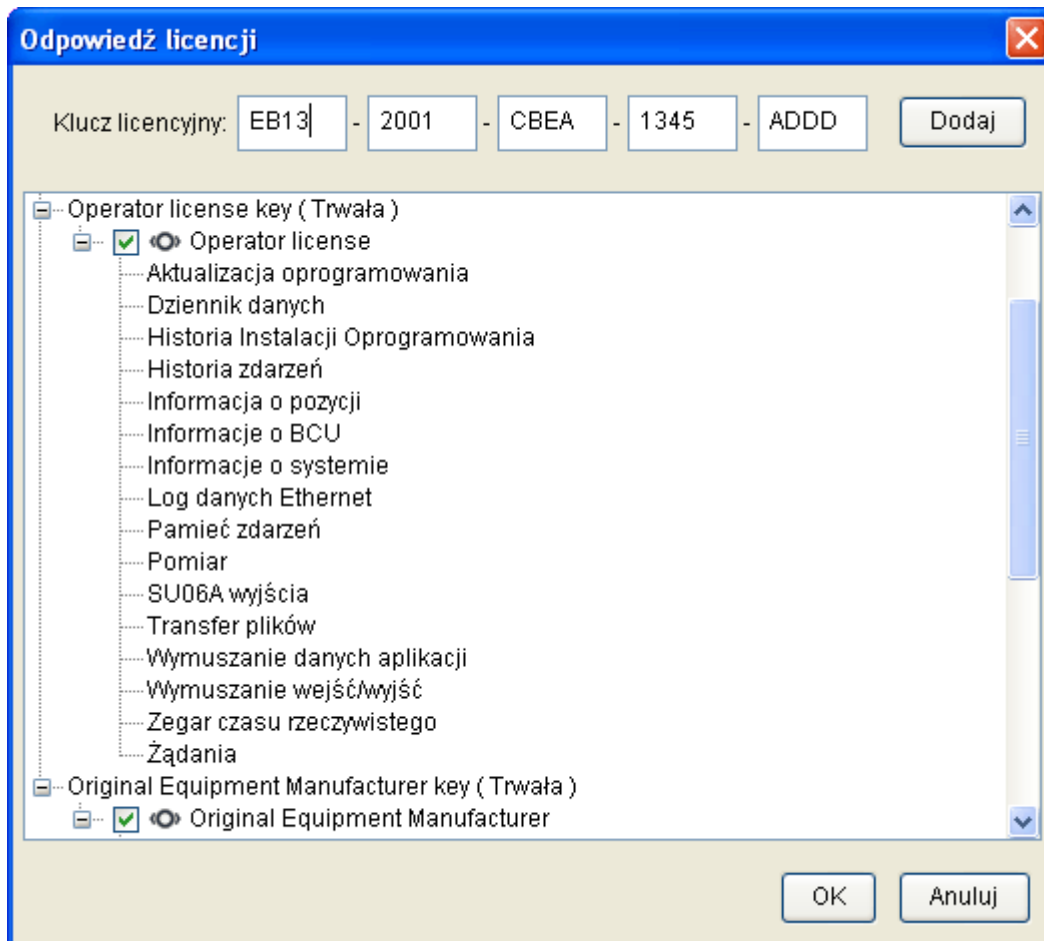 Odpowiedź licencji
Klucz licencyjny: EB13 - 2001 - CBEA - 1345 - ADDD Dodaj
Operator license key ( Trwała )
Operator license
Aktualizacja oprogramowania
Dziennik danych
Historia Instalacji Oprogramowania
Historia zdarzeń
Informacja o pozycji
Informacje o BCU
Informacje o systemie
Log danych Ethernet
Pamieć zdarzeń
Pomiar
SU06A wyjścia
Transfer plików
Wymuszanie danych aplikacji
Wymuszanie wejść/wyjść
Zegar czasu rzeczywistego
Żądania
Original Equipment Manufacturer key ( Trwała )
Original Equipment Manufacturer
OK Anuluj